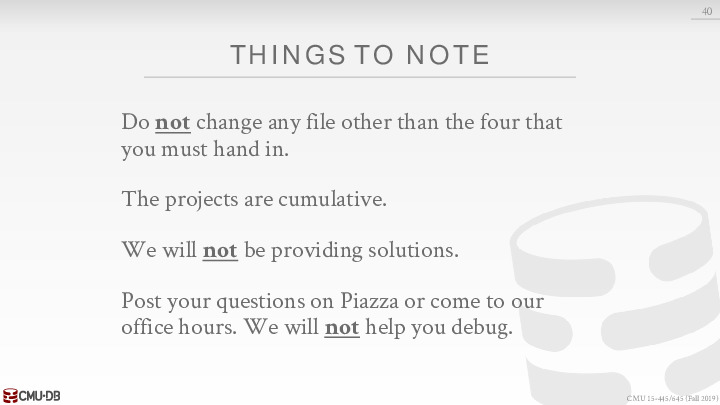 40
THINGS TO NOTE
Do not change any file other than the four that
you must hand in.
The projects are cumulative.
We will not be providing solutions.
Post your questions on Piazza or come to our
office hours. We will not help you debug.
CMU·DB
CMU 15-445/645 (Fall 2019)